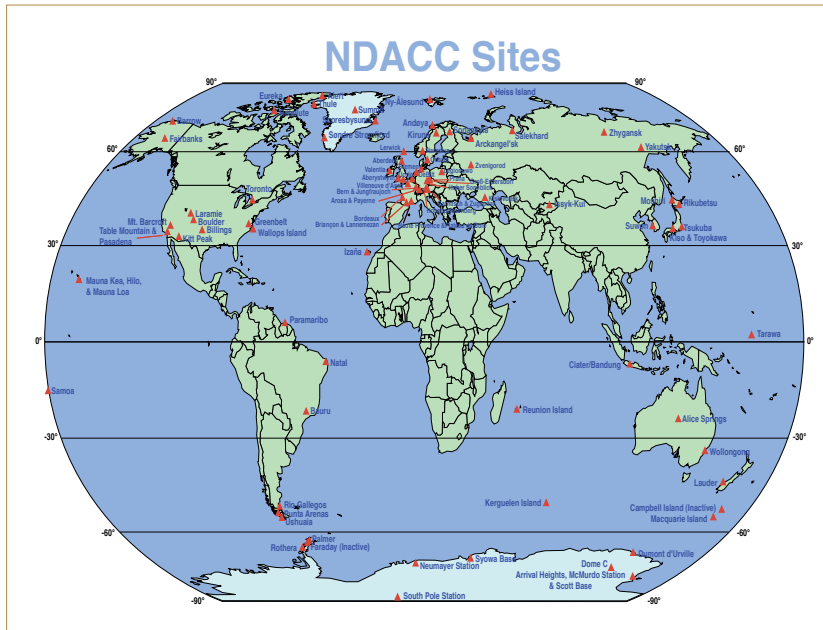 NDACC Sites
90°
90°
Eureka
Alert
Thule
Ny-Ålesund
Heiss Island
Summit
Barrow
Scoresbysund
Andøya
Fairbanks
Søndre Strømfjord
Kiruna
Salekhard
Zhygansk
Arckangel'sk
Yakutsk
60°
60°
Lerwick
Aberdeen
Zvenigorod
Valentia
Aberystwyth
Villeneuve d'Ascq
Bern & Jungfraujoch
Toronto
Arosa & Payerne
Issyk-Kul
Moshiri
Rikubetsu
Laramie
Bordeaux
Mt. Barcroft
Boulder
Greenbelt
Briançon & Lannemezan
Suwon
Tsukuba
Table Mountain &
Pasadena
Billings
Wallops Island
Kiso & Toyokawa
Kitt Peak
30°
30°
Izaña
Mauna Kea, Hilo,
& Mauna Loa
Paramaribo
Tarawa
0°
0°
Natal
Ciater/Bandung
Samoa
Bauru
Reunion Island
Alice Springs
-30°
-30°
Wollongong
Lauder
Kerguelen Island
Rio Gallegos
Campbell Island (Inactive)
Punta Arenas
Macquarie Island
Ushuaia
-60°
-60°
Palmer
Rothera
Faraday (Inactive)
Dumont d'Urville
Syowa Base
Neumayer Station
Dome C
Arrival Heights, McMurdo Station
& Scott Base
South Pole Station
-90°
-90°